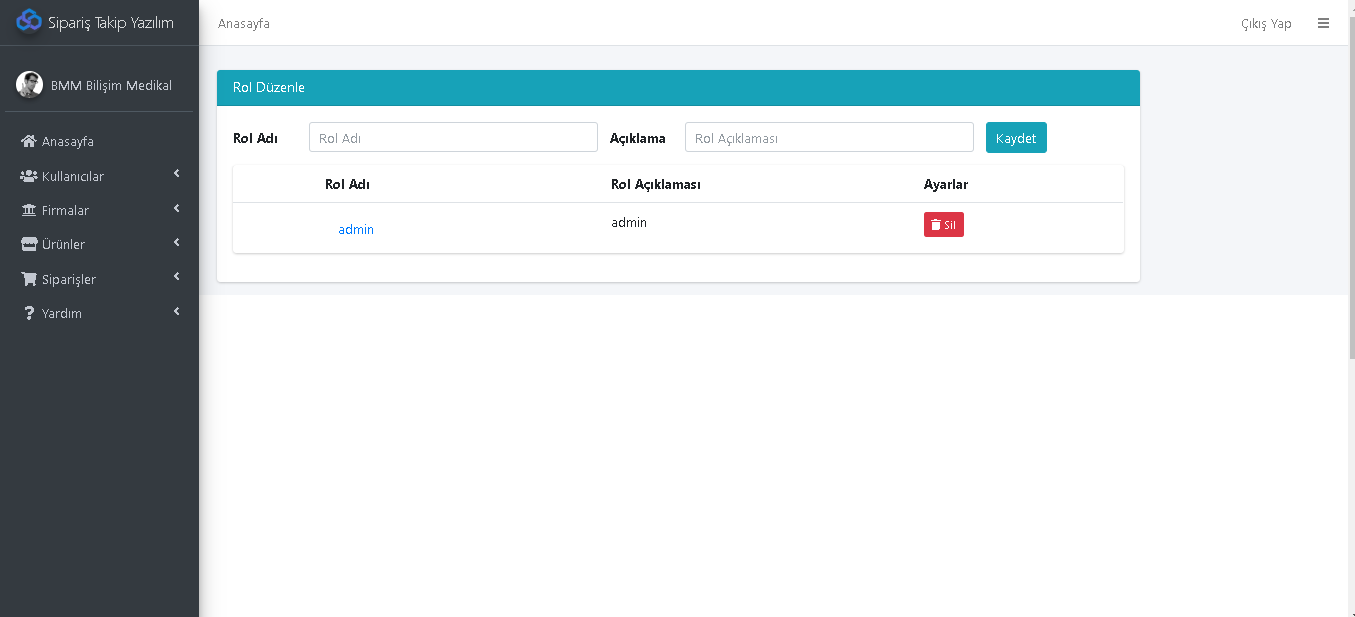 Sipariş Takip Yazılım
Anasayfa
Çıkış Yap
BMM Bilişim Medikal
Anasayfa
Kullanıcılar
Firmalar
Ürünler
Siparişler
Yardım
Rol Düzenle
Rol Adı Rol Adı Açıklama Rol Açıklaması Kaydet
Rol Adı Rol Açıklaması Ayarlar
admin admin Sil